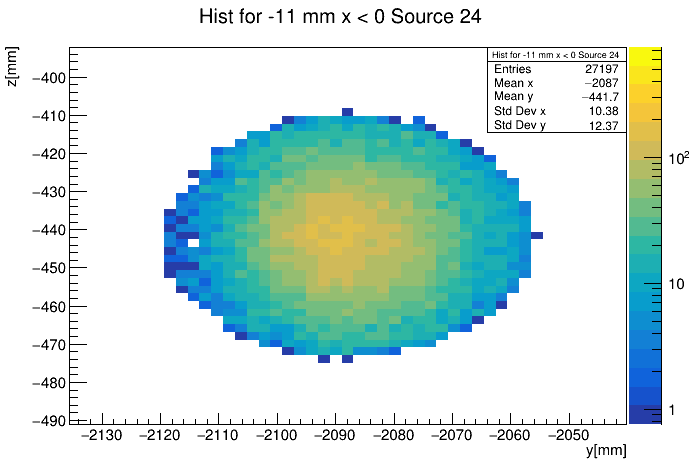 Hist for -11 mm x < 0 Source 24
z[mm]
Hist for -11 mm x < 0 Source 24
Entries 27197
Mean x −2087
Mean y −441.7
Std Dev x 10.38
Std Dev y 12.37
−400
−410
−420
−430
−440
−450
−460
−470
−480
−490
10²
10
1
−2130 −2120 −2110 −2100 −2090 −2080 −2070 −2060 −2050
y[mm]